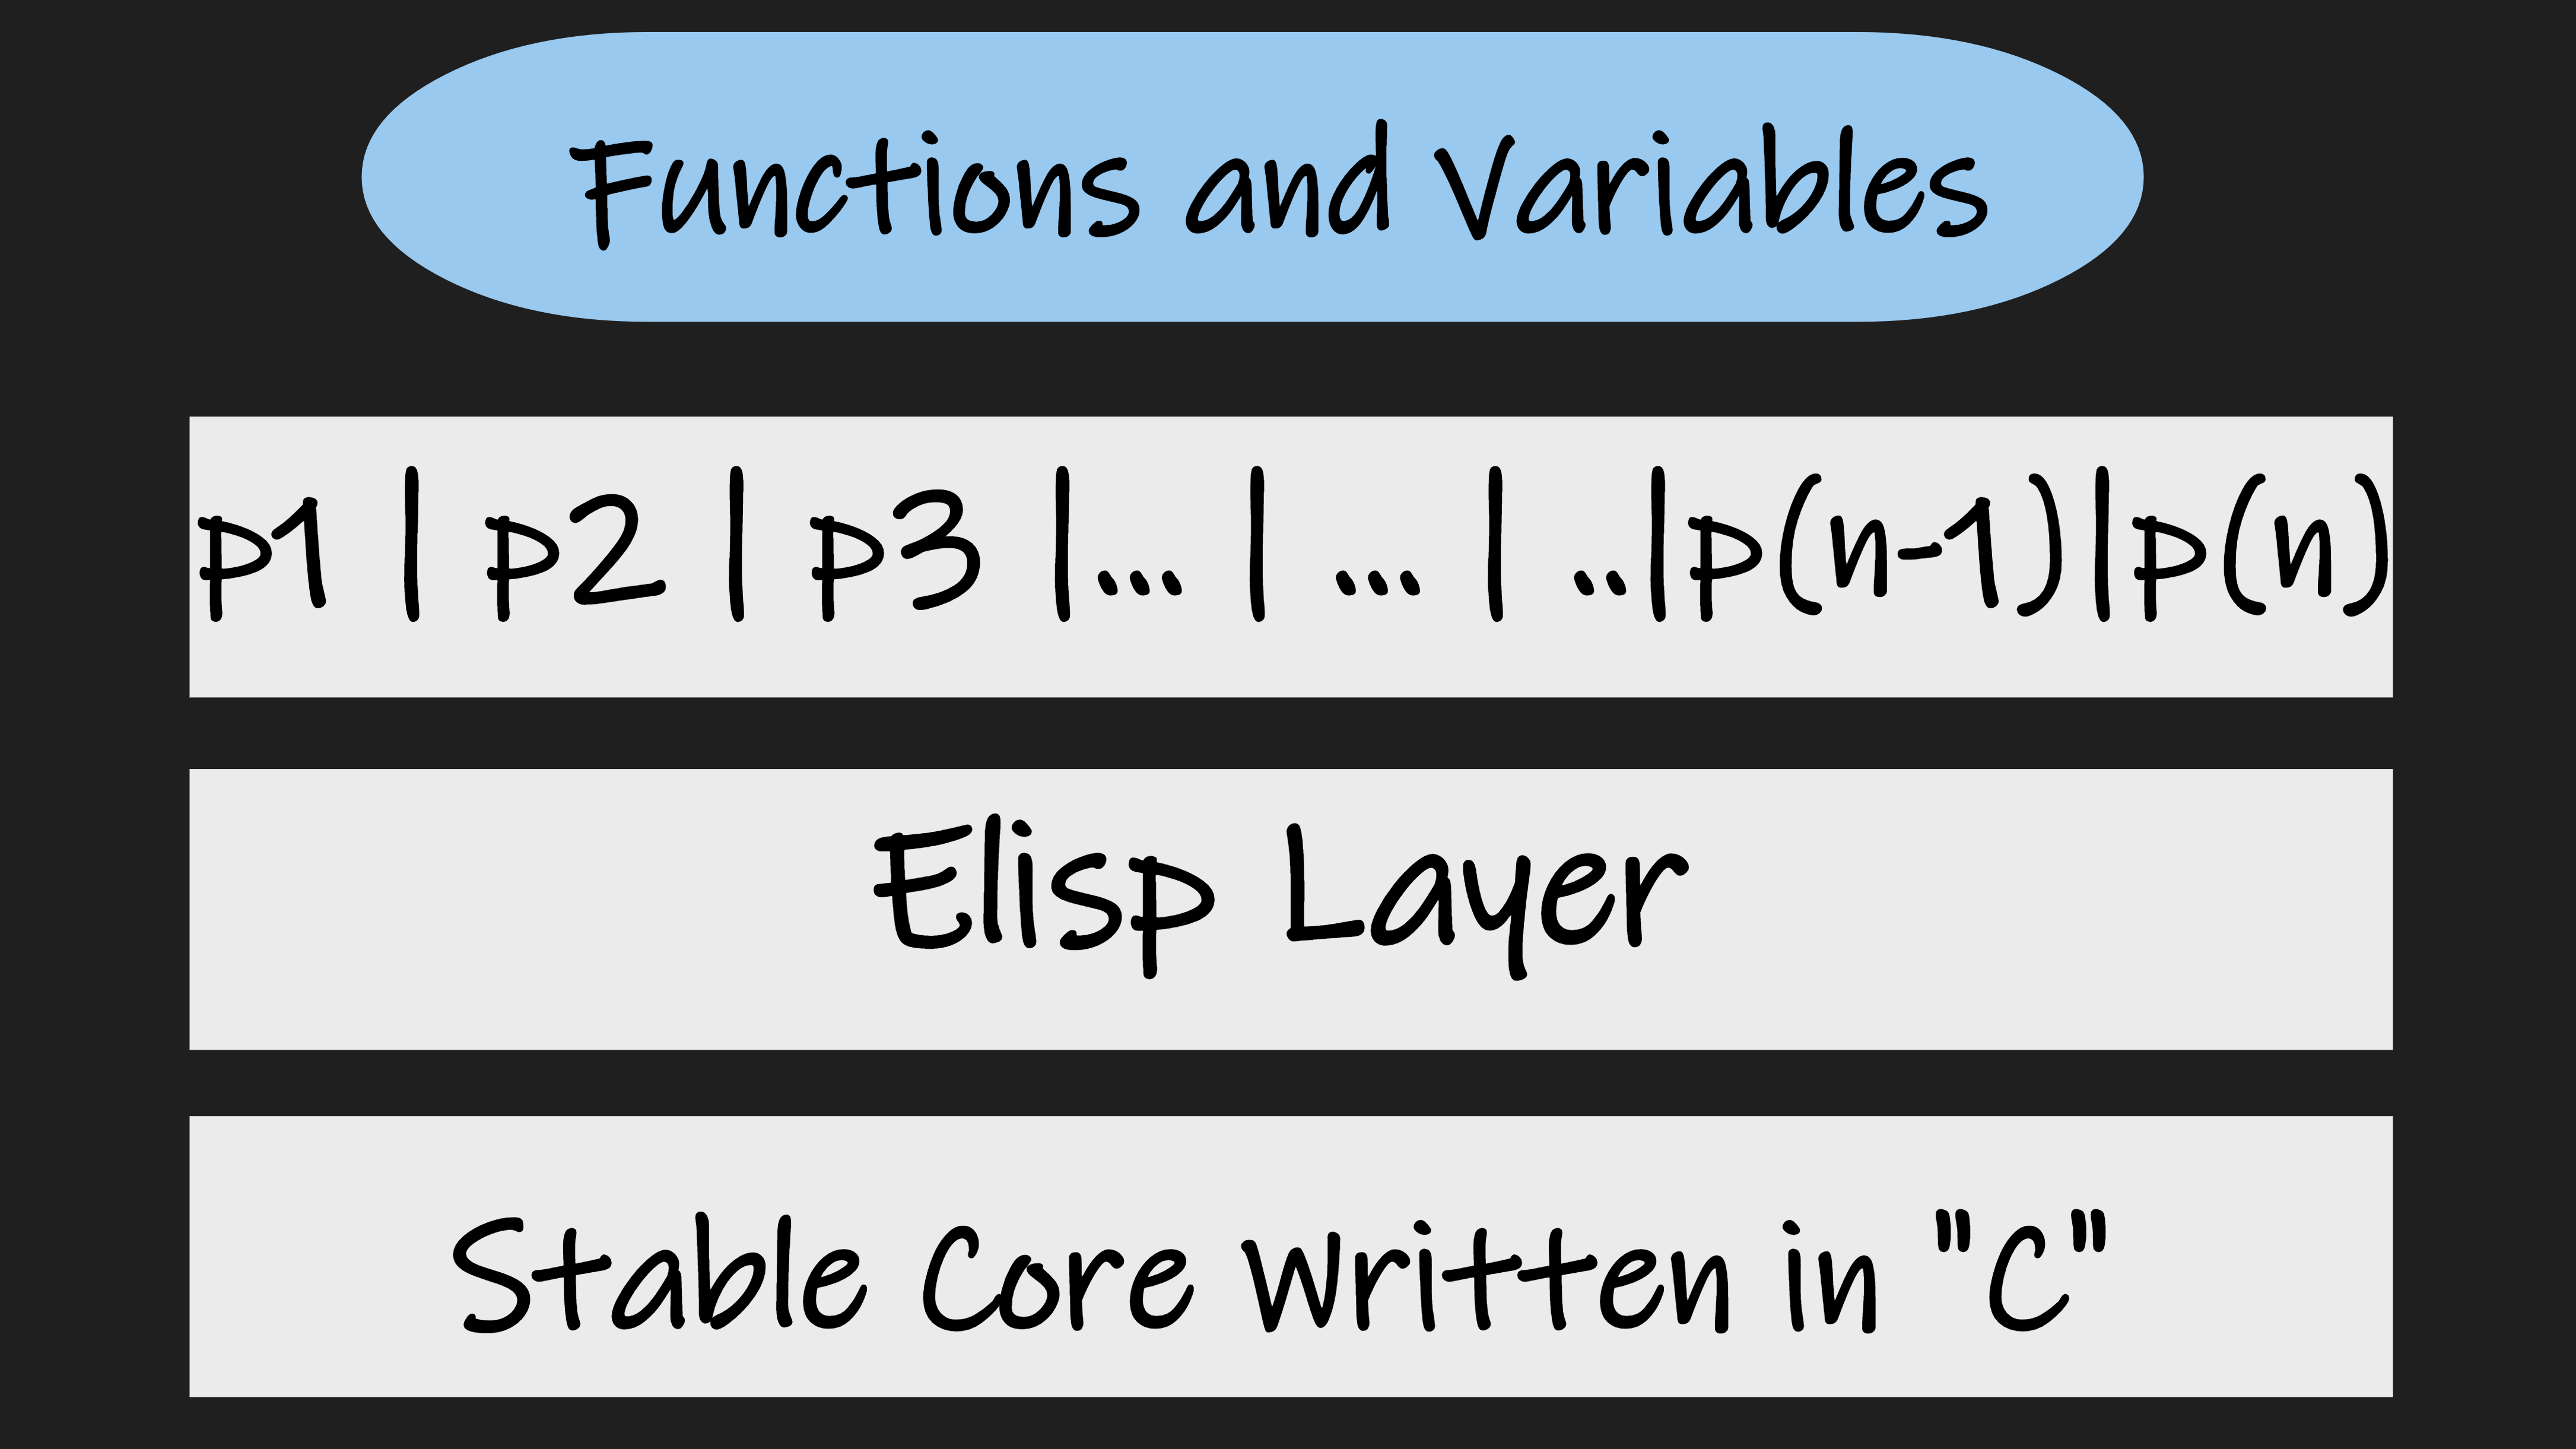 Functions and Variables
p1 | p2 | p3 |... | ... | ..|p(n-1)|p(n)
Elisp Layer
Stable Core Written in "C"